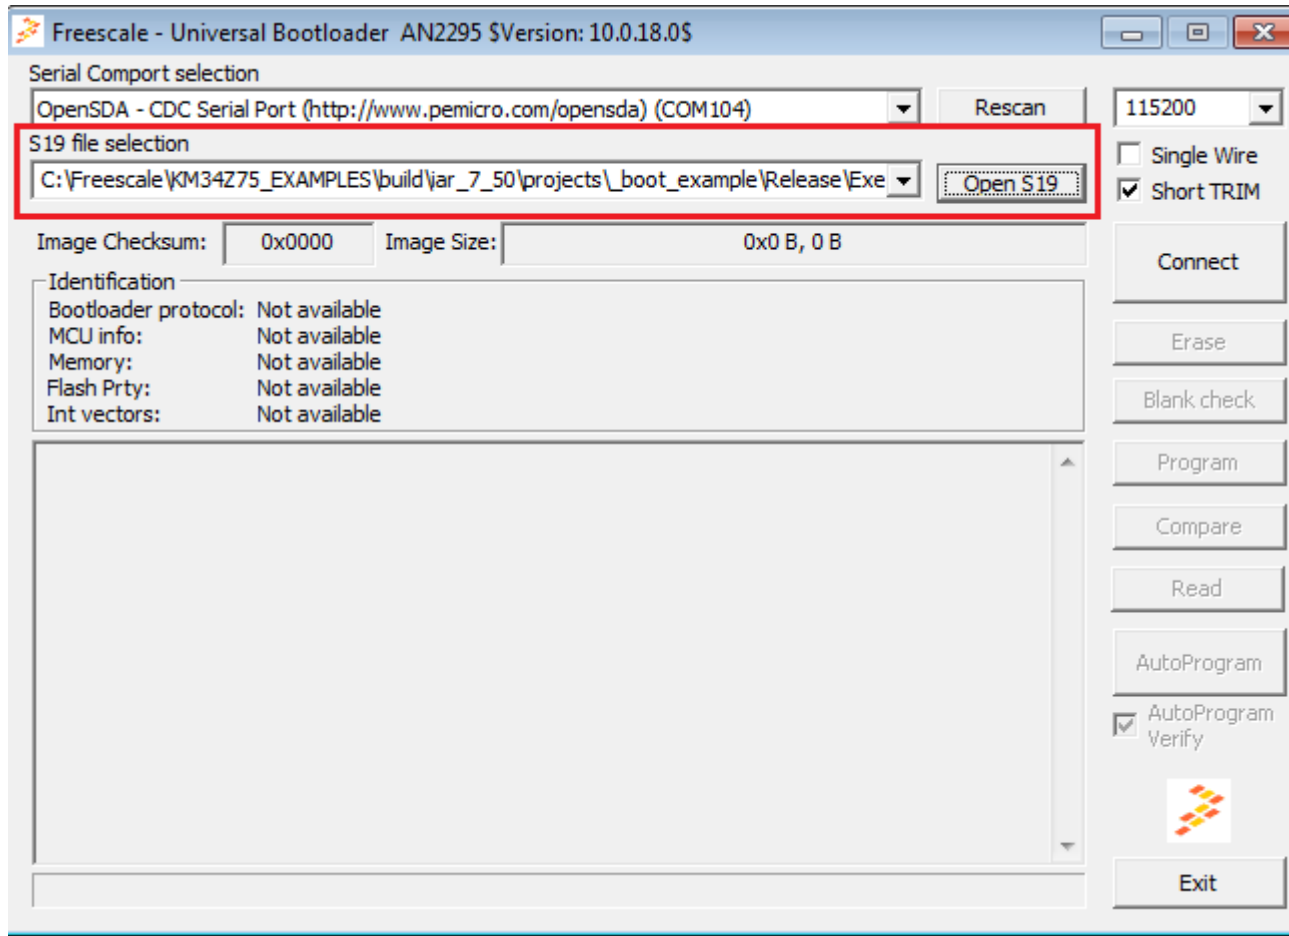 Freescale - Universal Bootloader AN2295 $Version: 10.0.18.0$
Serial Comport selection
OpenSDA - CDC Serial Port (http://www.pemicro.com/opensda) (COM104)
Rescan
115200
S19 file selection
Single Wire
C:\Freescale\KM34Z75_EXAMPLES\build\iar_7_50\projects\_boot_example\Release\Exe
Open S19
Short TRIM
Image Checksum: 0x0000 Image Size: 0x0 B, 0 B
Connect
Identification
Bootloader protocol: Not available
MCU info: Not available
Memory: Not available
Flash Prty: Not available
Int vectors: Not available
Erase
Blank check
Program
Compare
Read
AutoProgram
AutoProgram
Verify
Exit